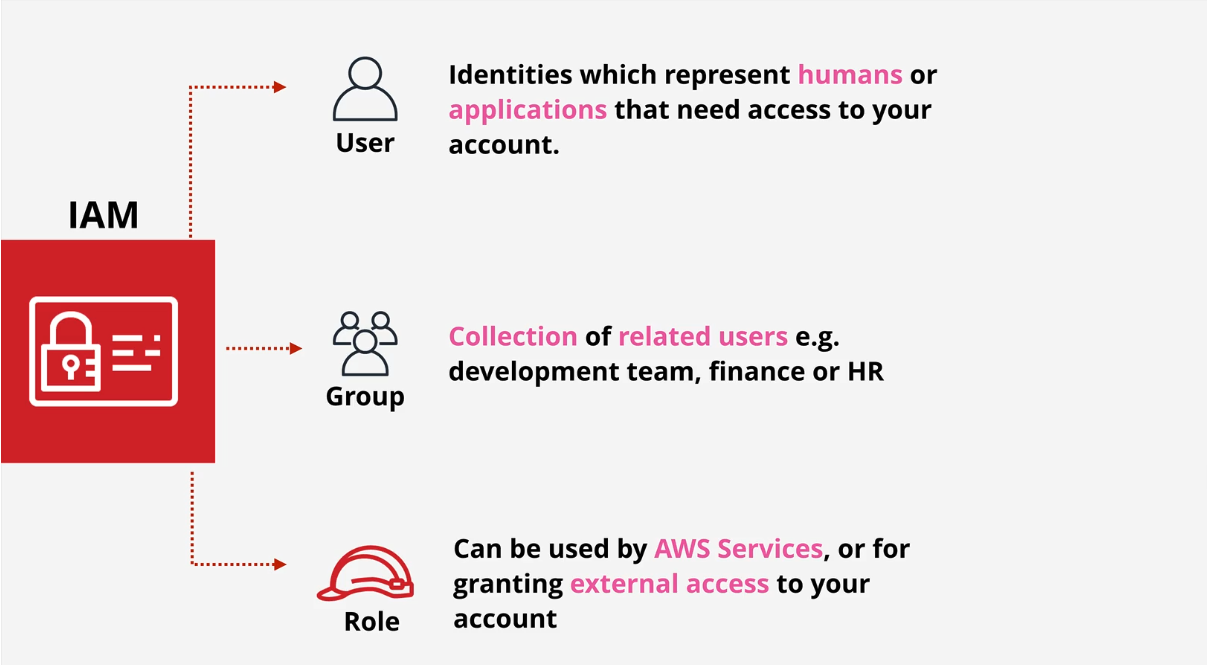 IAM
User
Identities which represent humans or
applications that need access to your
account.
Group
Collection of related users e.g.
development team, finance or HR
Role
Can be used by AWS Services, or for
granting external access to your
account